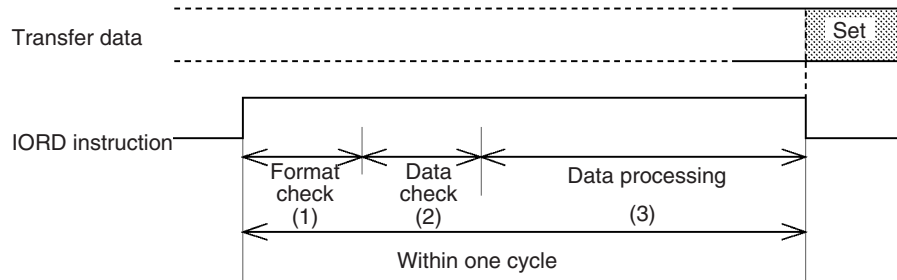 Transfer data
Set
IORD instruction
Format
check
(1)
Data
check
(2)
Data processing
(3)
Within one cycle